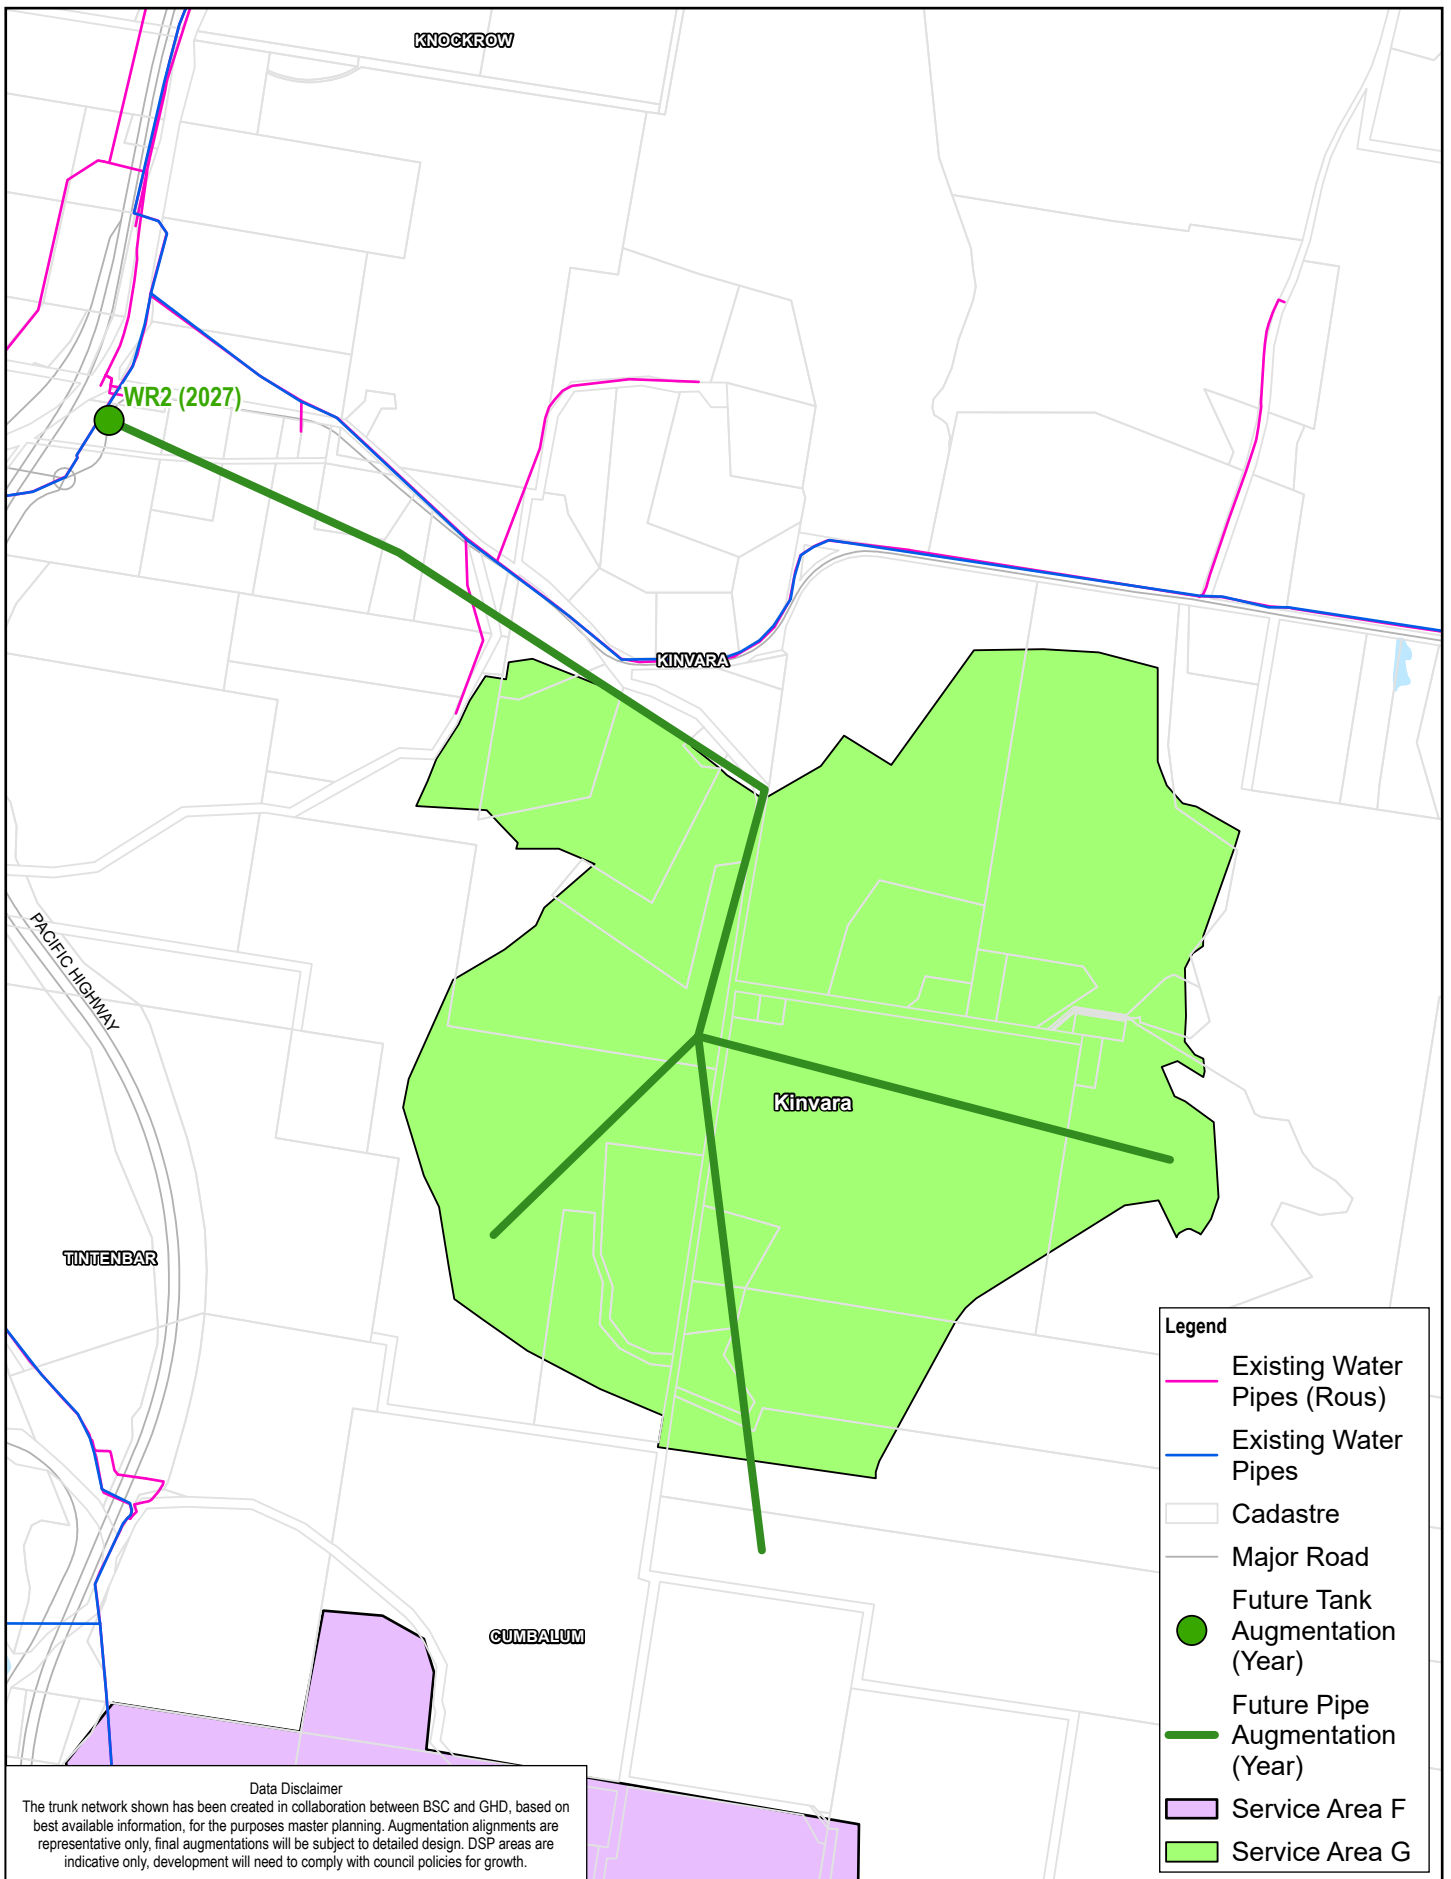 KNOCKROW
WR2 (2027)
KINVARA
PACIFIC HIGHWAY
Kinvara
TINTENBAR
CUMBALUM
Legend
Existing Water
Pipes (Rous)
Existing Water
Pipes
Cadastre
Major Road
Future Tank
Augmentation
(Year)
Future Pipe
Augmentation
(Year)
Service Area F
Service Area G
Data Disclaimer
The trunk network shown has been created in collaboration between BSC and GHD, based on
best available information, for the purposes master planning. Augmentation alignments are
representative only, final augmentations will be subject to detailed design. DSP areas are
indicative only, development will need to comply with council policies for growth.